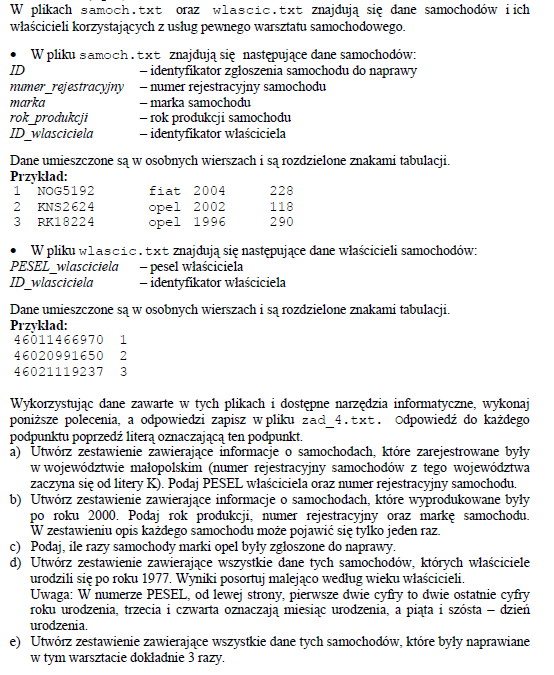 W plikach samoch.txt oraz wlascic.txt znajdują się dane samochodów i ich
właścicieli korzystających z usług pewnego warsztatu samochodowego.
• W pliku samoch.txt znajdują się następujące dane samochodów:
ID – identyfikator zgłoszenia samochodu do naprawy
numer_rejestracyjny – numer rejestracyjny samochodu
marka – marka samochodu
rok_produkcji – rok produkcji samochodu
ID_wlasciciela – identyfikator właściciela
Dane umieszczone są w osobnych wierszach i są rozdzielone znakami tabulacji.
Przykład:
1 NOG5192 fiat 2004 228
2 KNS2624 opel 2002 118
3 RK18224 opel 1996 290
• W pliku wlascic.txt znajdują się następujące dane właścicieli samochodów:
PESEL_wlasciciela – pesel właściciela
ID_wlasciciela – identyfikator właściciela
Dane umieszczone są w osobnych wierszach i są rozdzielone znakami tabulacji.
Przykład:
46011466970 1
46020991650 2
46021119237 3
Wykorzystując dane zawarte w tych plikach i dostępne narzędzia informatyczne, wykonaj
poniższe polecenia, a odpowiedzi zapisz w pliku zad_4.txt. Odpowiedź do każdego
podpunktu poprzedź literą oznaczającą ten podpunkt.
a) Utwórz zestawienie zawierające informacje o samochodach, które zarejestrowane były
w województwie małopolskim (numer rejestracyjny samochodów z tego województwa
zaczyna się od litery K). Podaj PESEL właściciela oraz numer rejestracyjny samochodu.
b) Utwórz zestawienie zawierające informacje o samochodach, które wyprodukowane były
po roku 2000. Podaj rok produkcji, numer rejestracyjny oraz markę samochodu.
W zestawieniu opis każdego samochodu może pojawić się tylko jeden raz.
c) Podaj, ile razy samochody marki opel były zgłoszone do naprawy.
d) Utwórz zestawienie zawierające wszystkie dane tych samochodów, których właściciele
urodzili się po roku 1977. Wyniki posortuj malejąco według wieku właścicieli.
Uwaga: W numerze PESEL, od lewej strony, pierwsze dwie cyfry to dwie ostatnie cyfry
roku urodzenia, trzecia i czwarta oznaczają miesiąc urodzenia, a piąta i szósta – dzień
urodzenia.
e) Utwórz zestawienie zawierające wszystkie dane tych samochodów, które były naprawiane
w tym warsztacie dokładnie 3 razy.